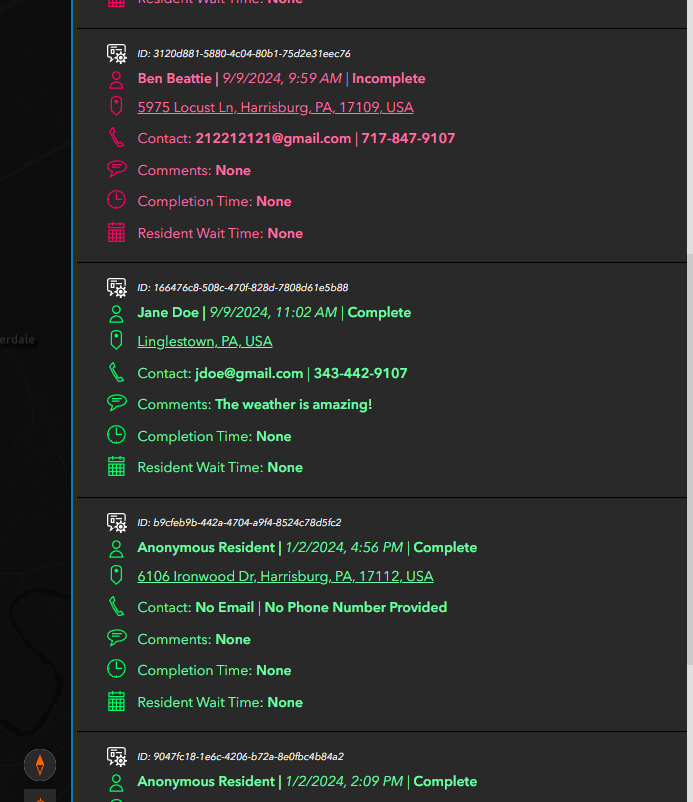 Resident Wait Time: None
ID: 3120d881-5880-4c04-80b1-75d2e31eec76
Ben Beattie | 9/9/2024, 9:59 AM | Incomplete
5975 Locust Ln, Harrisburg, PA, 17109, USA
Contact: 212212121@gmail.com | 717-847-9107
Comments: None
Completion Time: None
Resident Wait Time: None
ID: 166476c8-508c-470f-828d-7808d61e5b88
Jane Doe | 9/9/2024, 11:02 AM | Complete
Linglestown, PA, USA
erdale
Contact: jdoe@gmail.com | 343-442-9107
Comments: The weather is amazing!
Completion Time: None
Resident Wait Time: None
ID: b9cfeb9b-442a-4704-a9f4-8524c78d5fc2
Anonymous Resident | 1/2/2024, 4:56 PM | Complete
6106 Ironwood Dr, Harrisburg, PA, 17112, USA
Contact: No Email | No Phone Number Provided
Comments: None
Completion Time: None
Resident Wait Time: None
ID: 9047fc18-1e6c-4206-b72a-8e0fbc4b84a2
Anonymous Resident | 1/2/2024, 2:09 PM | Complete